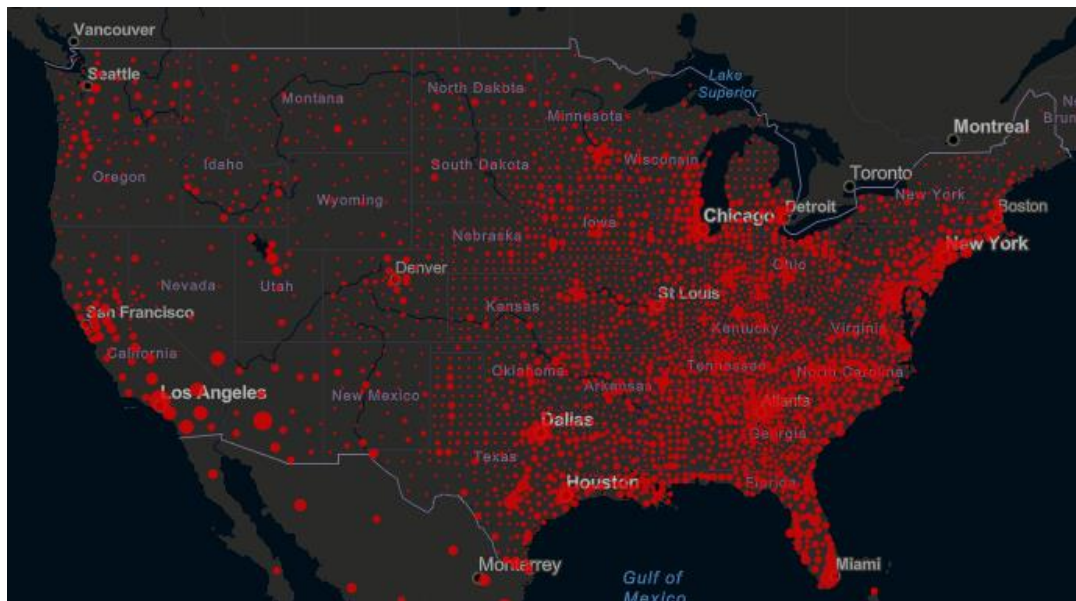 Vancouver
Seattle
Lake
Superior
North Dakota
Montana
Minnesota
Montreal
Wisconsin
South Dakota
Idaho
Oregon
Toronto
New York
Wyoming
Boston
Chicago
Detroit
Iowa
Nebraska
New York
Denver
Ohio
Nevada
Utah
St Louis
Kansas
San Francisco
Kentucky
Virginia
California
Tennessee
Oklahoma
North Carolina
Los Angeles
New Mexico
Arkansas
Atlanta
Dallas
Georgia
Texas
Houston
Florida
Monterrey
Miami
Gulf of
Mexico